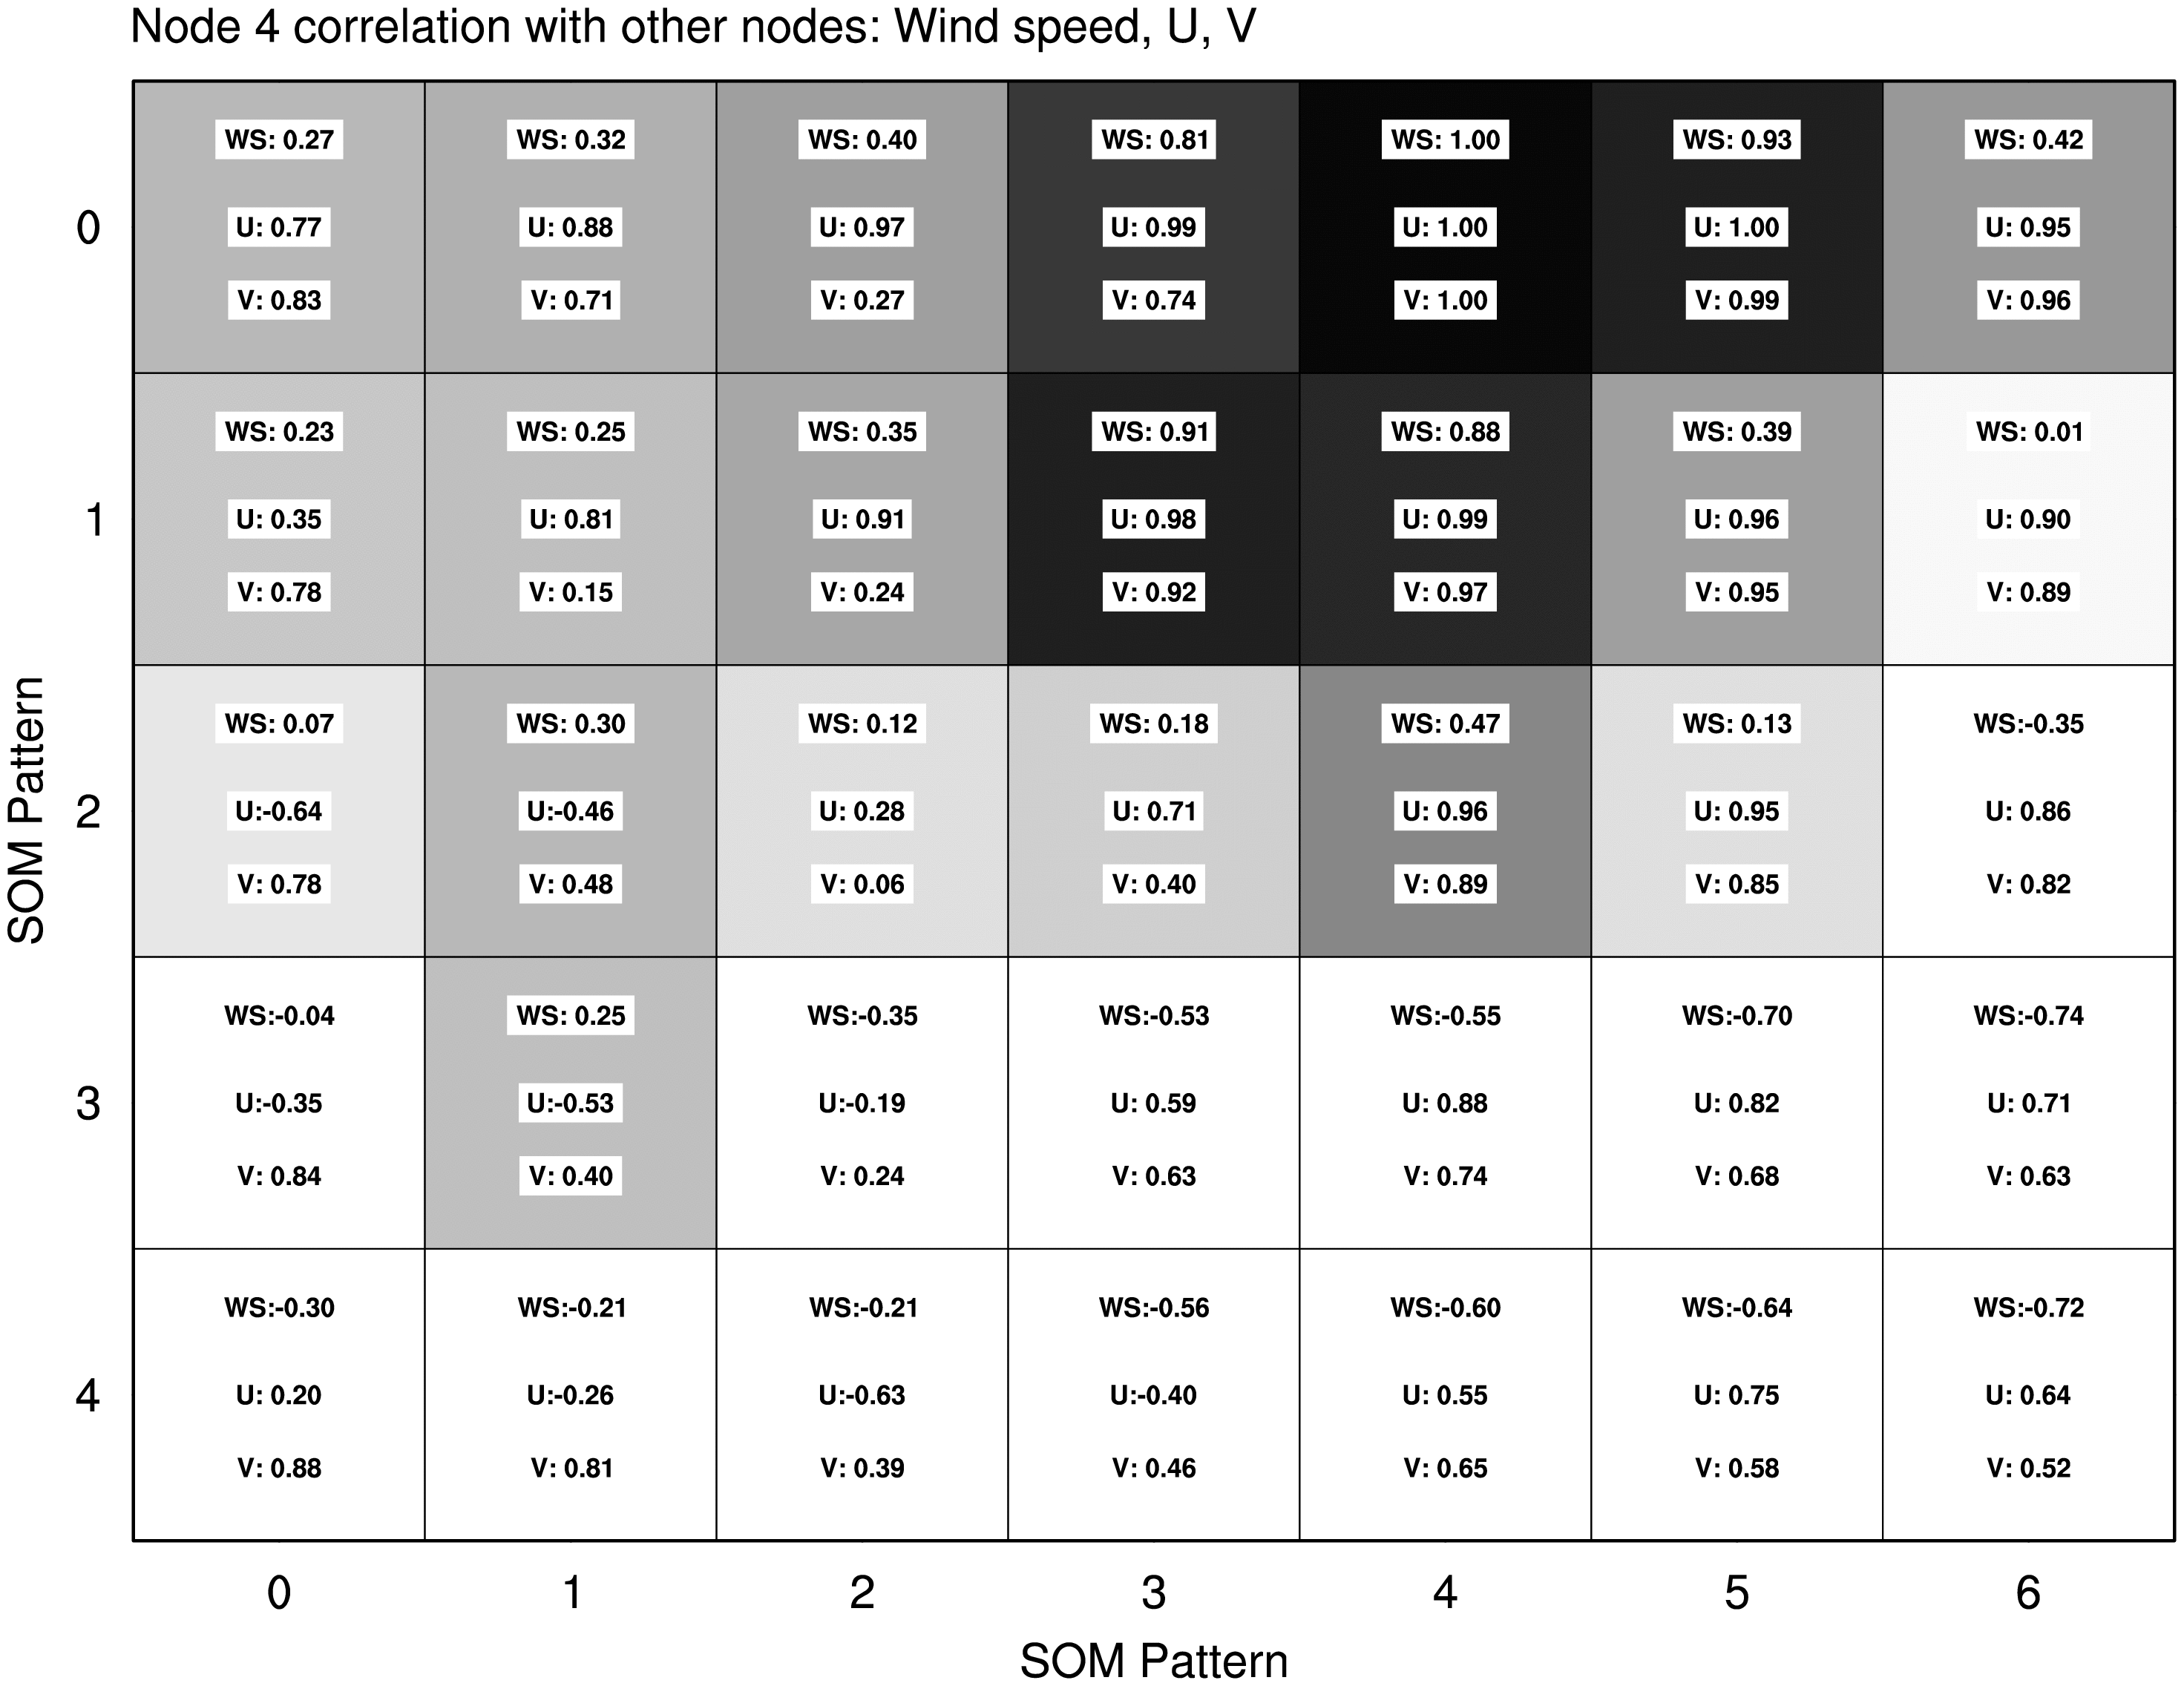 Node 4 correlation with other nodes: Wind speed, U, V
WS: 0.27 WS: 0.32 WS: 0.40 WS: 0.81 WS: 1.00 WS: 0.93 WS: 0.42
0 U: 0.77 U: 0.88 U: 0.97 U: 0.99 U: 1.00 U: 1.00 U: 0.95
V: 0.83 V: 0.71 V: 0.27 V: 0.74 V: 1.00 V: 0.99 V: 0.96
WS: 0.23 WS: 0.25 WS: 0.35 WS: 0.91 WS: 0.88 WS: 0.39 WS: 0.01
1 U: 0.35 U: 0.81 U: 0.91 U: 0.98 U: 0.99 U: 0.96 U: 0.90
V: 0.78 V: 0.15 V: 0.24 V: 0.92 V: 0.97 V: 0.95 V: 0.89
SOM Pattern
WS: 0.07 WS: 0.30 WS: 0.12 WS: 0.18 WS: 0.47 WS: 0.13 WS:-0.35
2 U:-0.64 U:-0.46 U: 0.28 U: 0.71 U: 0.96 U: 0.95 U: 0.86
V: 0.78 V: 0.48 V: 0.06 V: 0.40 V: 0.89 V: 0.85 V: 0.82
WS:-0.04 WS: 0.25 WS:-0.35 WS:-0.53 WS:-0.55 WS:-0.70 WS:-0.74
3 U:-0.35 U:-0.53 U:-0.19 U: 0.59 U: 0.88 U: 0.82 U: 0.71
V: 0.84 V: 0.40 V: 0.24 V: 0.63 V: 0.74 V: 0.68 V: 0.63
WS:-0.30 WS:-0.21 WS:-0.21 WS:-0.56 WS:-0.60 WS:-0.64 WS:-0.72
4 U: 0.20 U:-0.26 U:-0.63 U:-0.40 U: 0.55 U: 0.75 U: 0.64
V: 0.88 V: 0.81 V: 0.39 V: 0.46 V: 0.65 V: 0.58 V: 0.52
0 1 2 3 4 5 6
SOM Pattern